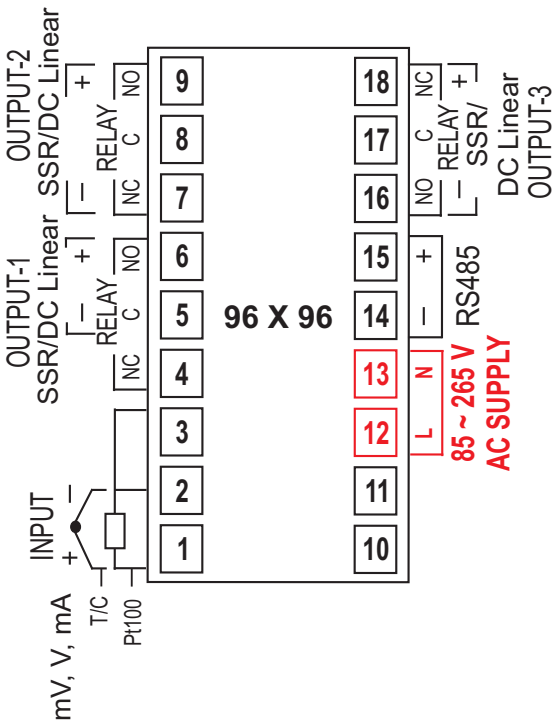 OUTPUT-2
SSR/DC Linear
− +
RELAY
NC C NO
OUTPUT-1
SSR/DC Linear
− +
RELAY
NC C NO
INPUT
+ −
mV, V, mA
T/C
Pt100
1 2 3 4 5 6 7 8 9
96 X 96
10 11 12 13 14 15 16 17 18
L N
85 ~ 265 V
AC SUPPLY
− +
RS485
NO C NC
RELAY
− +
SSR/
DC Linear
OUTPUT-3